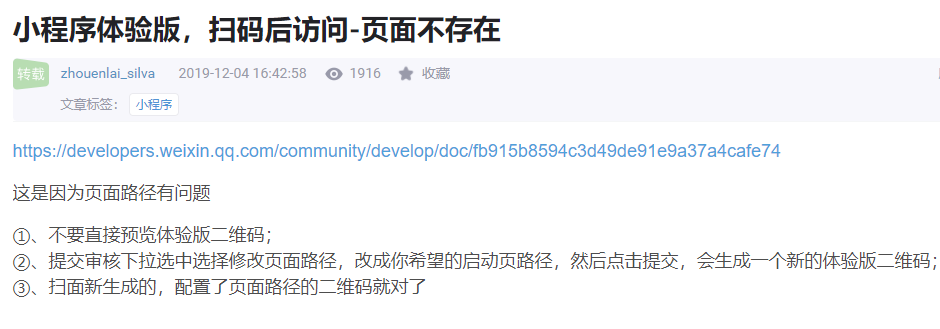 小程序体验版，扫码后访问-页面不存在
转载 zhouenlai_silva 2019-12-04 16:42:58 1916 收藏
文章标签： 小程序
https://developers.weixin.qq.com/community/develop/doc/fb915b8594c3d49de91e9a37a4cafe74
这是因为页面路径有问题
①、不要直接预览体验版二维码；
②、提交审核下拉选中选择修改页面路径，改成你希望的启动页路径，然后点击提交，会生成一个新的体验版二维码；
③、扫面新生成的，配置了页面路径的二维码就对了